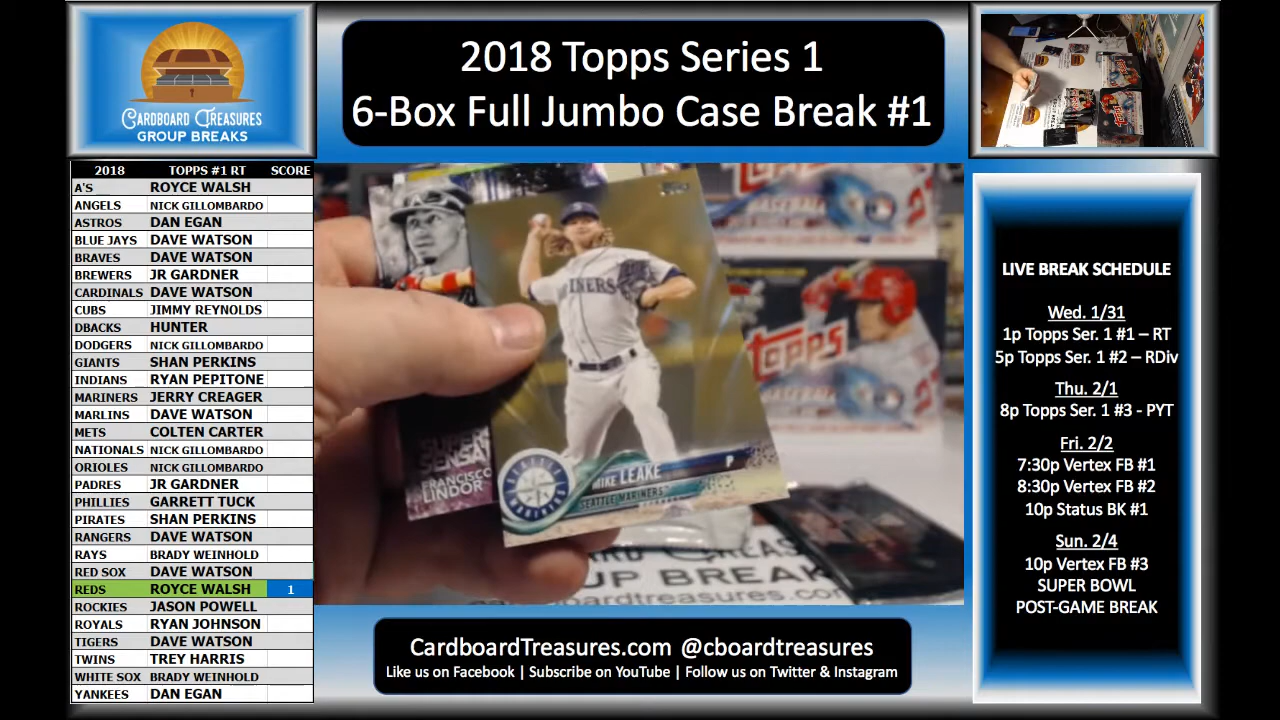 CARDBOARD TREASURES
GROUP BREAKS
2018 Topps Series 1
6-Box Full Jumbo Case Break #1
2018 TOPPS #1 RT SCORE
A'S ROYCE WALSH
ANGELS NICK GILLOMBARDO
ASTROS DAN EGAN
BLUE JAYS DAVE WATSON
BRAVES DAVE WATSON
BREWERS JR GARDNER
CARDINALS DAVE WATSON
CUBS JIMMY REYNOLDS
DBACKS HUNTER
DODGERS NICK GILLOMBARDO
GIANTS SHAN PERKINS
INDIANS RYAN PEPITONE
MARINERS JERRY CREAGER
MARLINS DAVE WATSON
METS COLTEN CARTER
NATIONALS NICK GILLOMBARDO
ORIOLES NICK GILLOMBARDO
PADRES JR GARDNER
PHILLIES GARRETT TUCK
PIRATES SHAN PERKINS
RANGERS DAVE WATSON
RAYS BRADY WEINHOLD
RED SOX DAVE WATSON
REDS ROYCE WALSH 1
ROCKIES JASON POWELL
ROYALS RYAN JOHNSON
TIGERS DAVE WATSON
TWINS TREY HARRIS
WHITE SOX BRADY WEINHOLD
YANKEES DAN EGAN
INERS
TOPPS
SUPER
SENSA
FRANCISCO
LINDOR
MIKE LEAKE P
SEATTLE MARINERS
SEATTLE
MARINERS
UP BREAK
cardboardtreasures.com
CardboardTreasures.com @cboardtreasures
Like us on Facebook | Subscribe on YouTube | Follow us on Twitter & Instagram
LIVE BREAK SCHEDULE
Wed. 1/31
1p Topps Ser. 1 #1 – RT
5p Topps Ser. 1 #2 – RDiv
Thu. 2/1
8p Topps Ser. 1 #3 - PYT
Fri. 2/2
7:30p Vertex FB #1
8:30p Vertex FB #2
10p Status BK #1
Sun. 2/4
10p Vertex FB #3
SUPER BOWL
POST-GAME BREAK